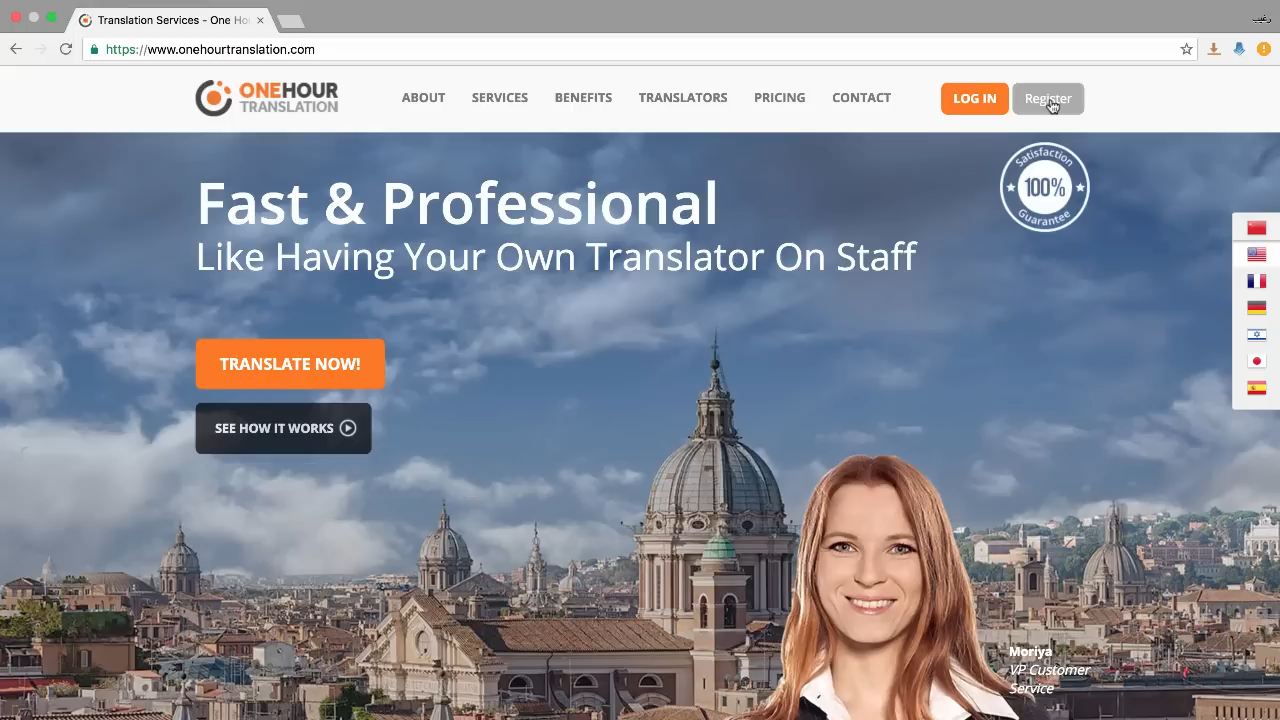 Translation Services - One Ho
رغيب
https://www.onehourtranslation.com
ONEHOUR
TRANSLATION
ABOUT
SERVICES
BENEFITS
TRANSLATORS
PRICING
CONTACT
LOG IN
Register
Satisfaction
100%
Guarantee
Fast & Professional
Like Having Your Own Translator On Staff
TRANSLATE NOW!
SEE HOW IT WORKS
Moriya
VP Customer
Service